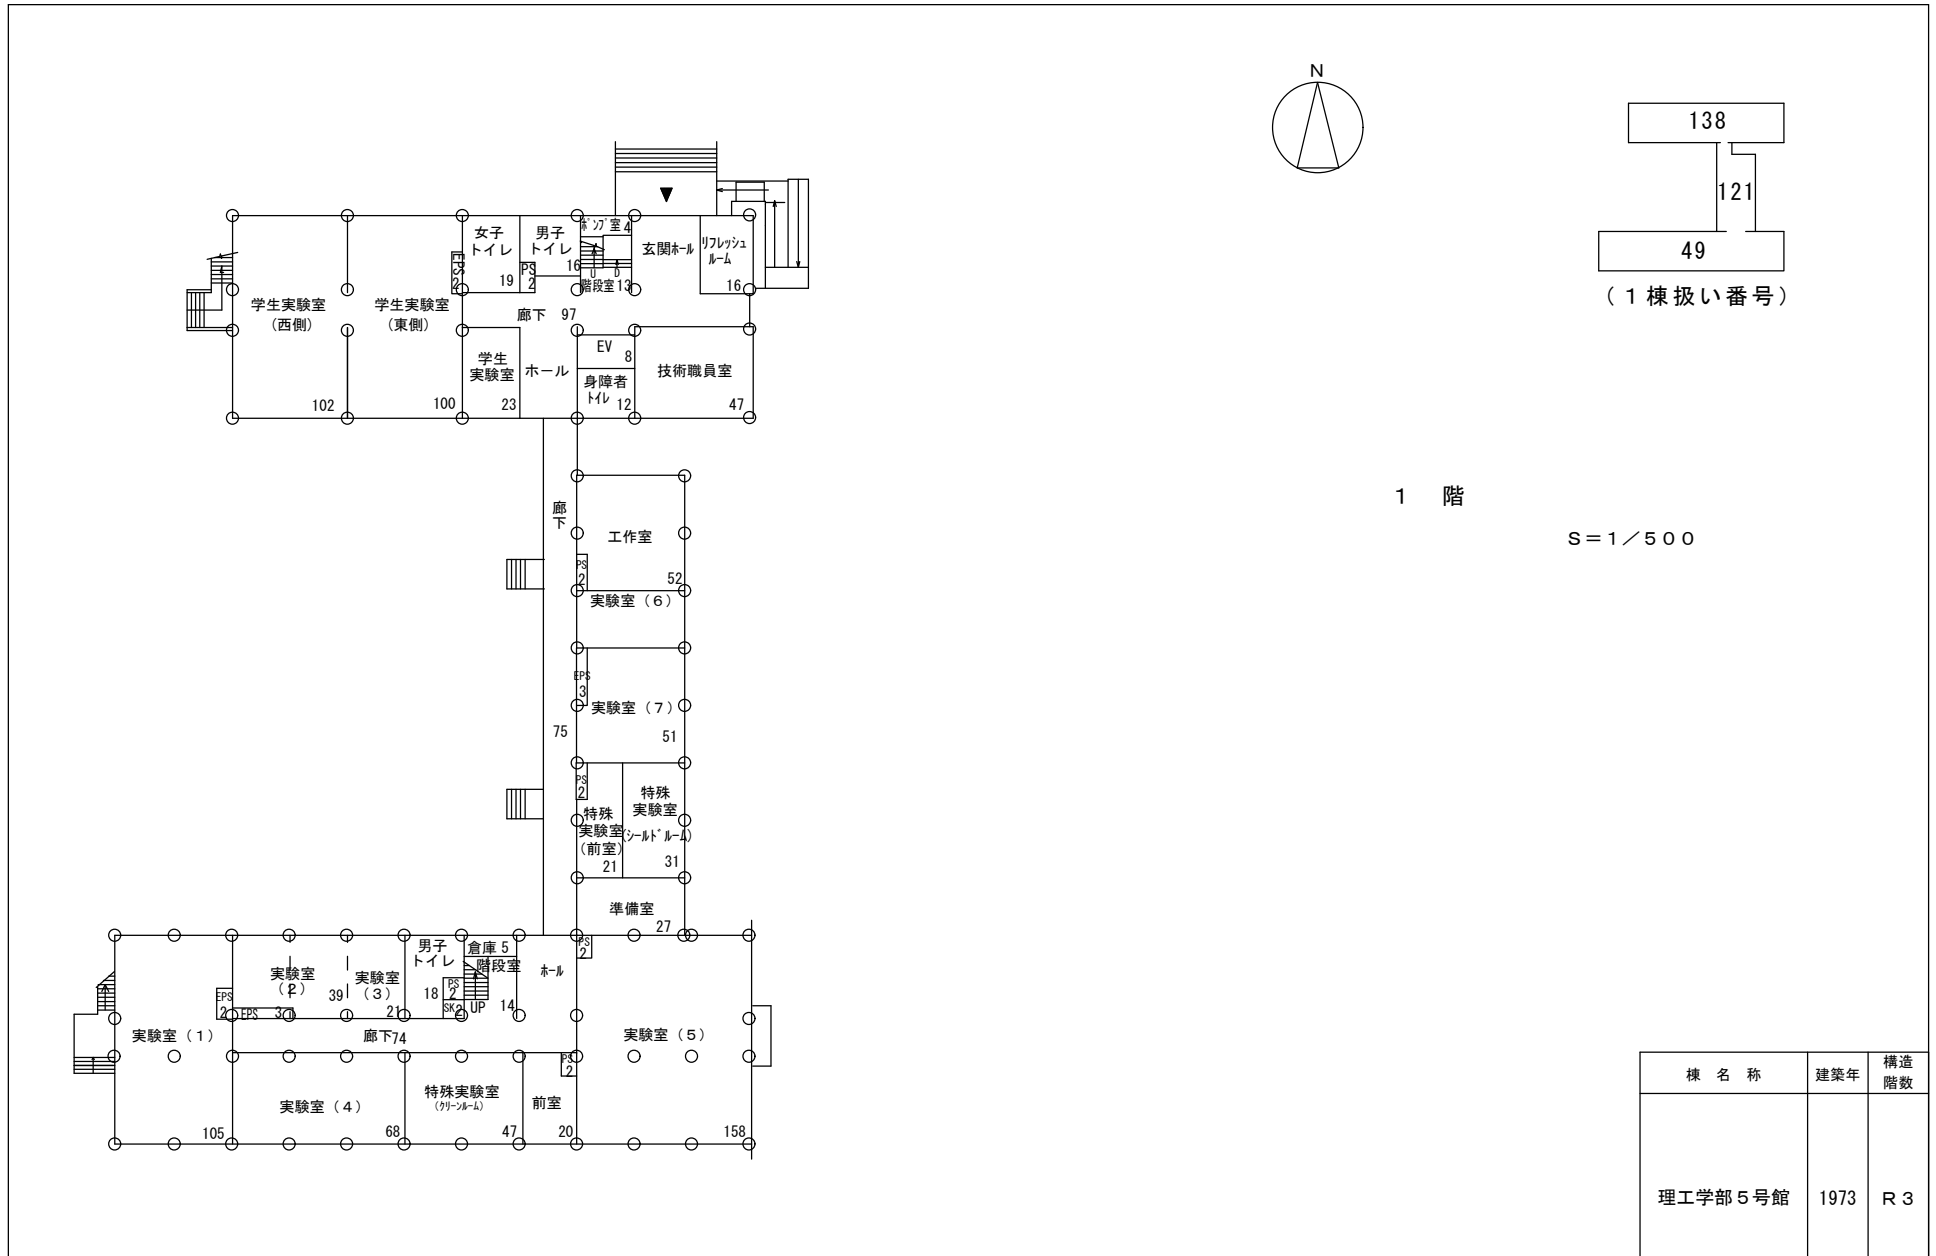 N
138
121
49
(１棟扱い番号)
１　階
Ｓ＝１／５００
ﾎﾟﾝﾌﾟ室 4
女子
トイレ
19
男子
トイレ
16
EPS
2
PS
2
U
D
階段室 13
玄関ﾎｰﾙ
ﾘﾌﾚｯｼｭ
ﾙｰﾑ
16
学生実験室
(西側)
102
学生実験室
(東側)
100
廊下 97
学生
実験室
23
ホール
EV
8
身障者
ﾄｲﾚ
12
技術職員室
47
廊下
75
工作室
52
PS
2
実験室（６）
EPS
3
実験室（７）
51
PS
2
特殊
実験室
(前室)
21
特殊
実験室
(ｼｰﾙﾄﾞﾙｰﾑ)
31
準備室
27
実験室（１）
105
EPS
2
実験室
（２）
39
EPS 3
実験室
（３）
21
男子
トイレ
18
PS
2
SK 2
倉庫 5
階段室
UP
14
ﾎｰﾙ
PS
2
廊下 74
実験室（４）
68
特殊実験室
(ｸﾘｰﾝﾙｰﾑ)
47
PS
2
前室
20
実験室（５）
158
棟　名　称
建築年
構造
階数
理工学部５号館
1973
Ｒ３